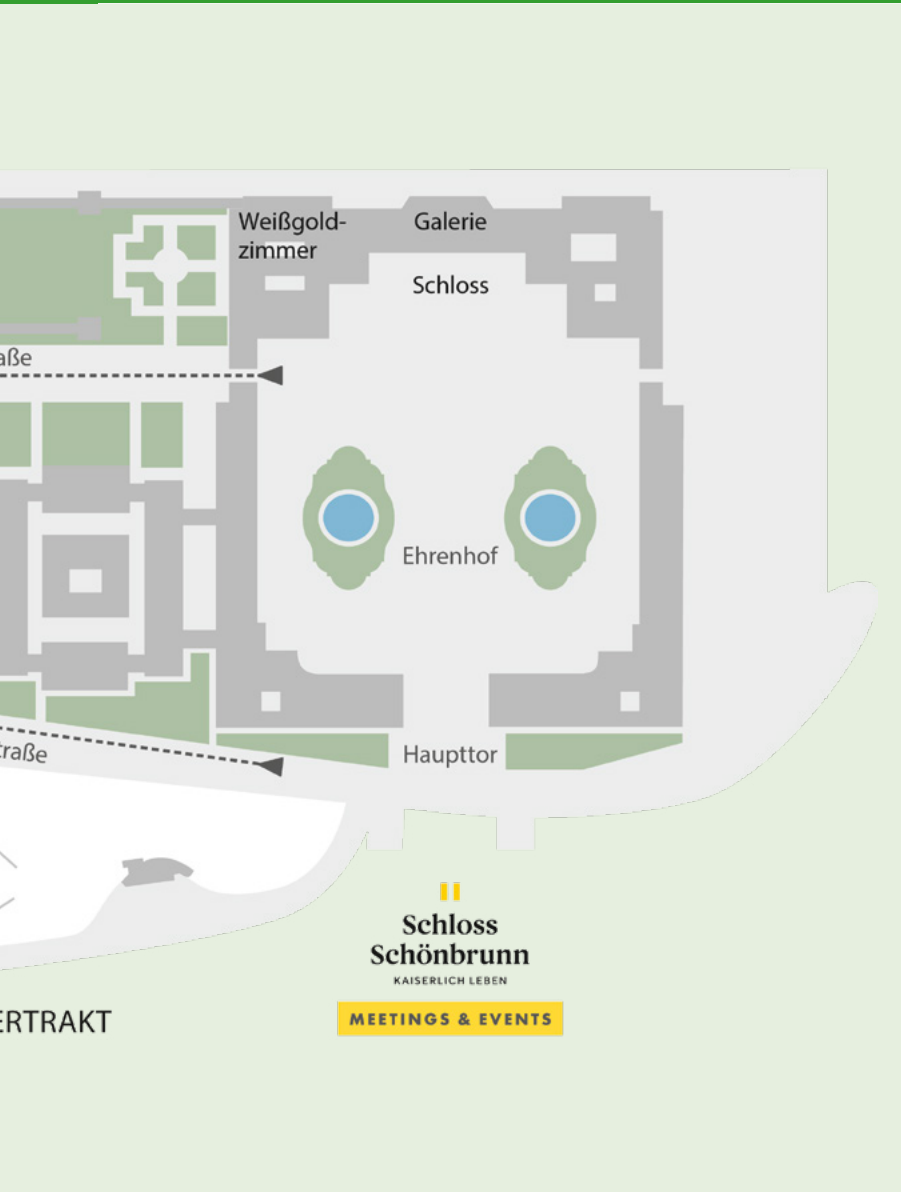 Weißgold-
zimmer
Galerie
Schloss
aße
Ehrenhof
Haupttor
traße
Schloss
Schönbrunn
KAISERLICH LEBEN
MEETINGS & EVENTS
ERTRAKT